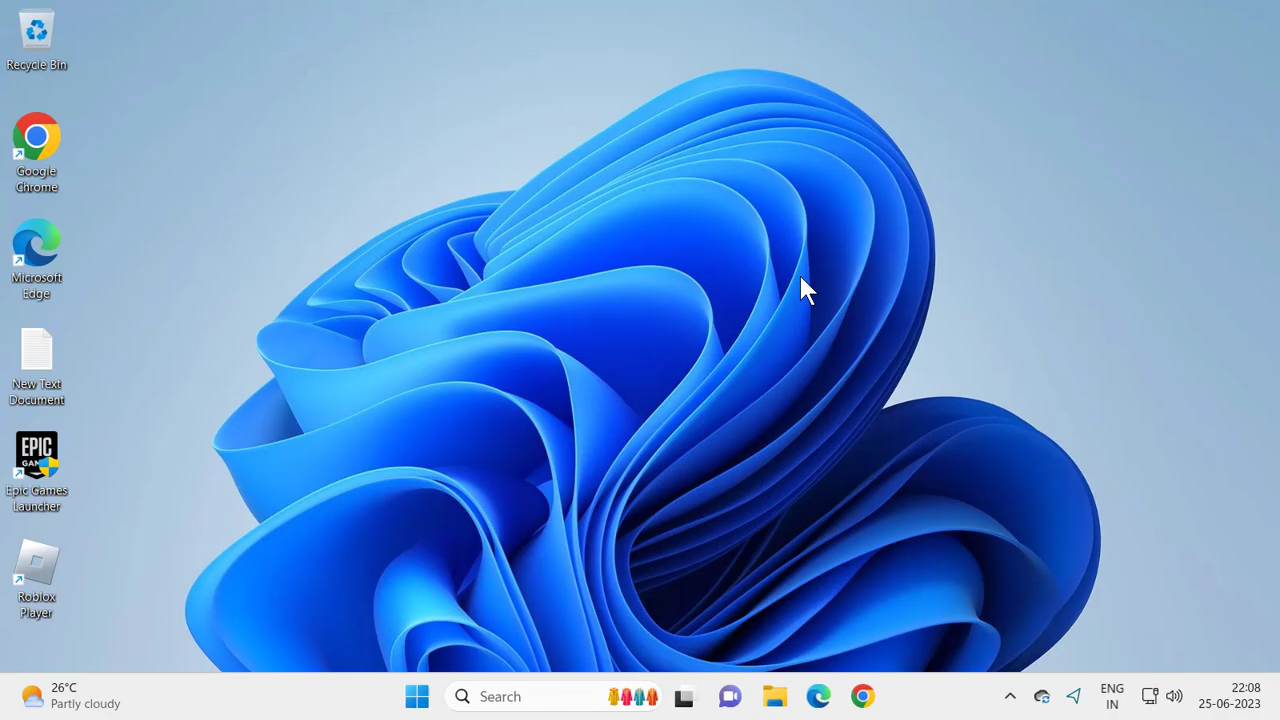 Recycle Bin
Google
Chrome
Microsoft
Edge
New Text
Document
EPIC
GAM
Epic Games
Launcher
Roblox
Player
26°C
Partly cloudy
Search
ENG
IN
22:08
25-06-2023